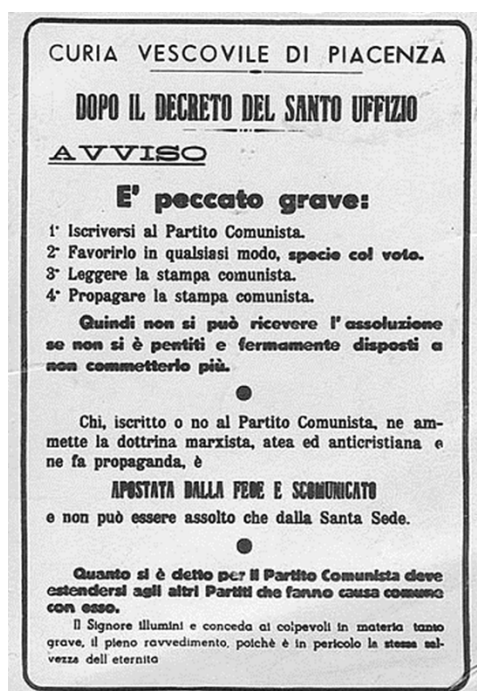 CURIA VESCOVILE DI PIACENZA
DOPO IL DECRETO DEL SANTO UFFIZIO
AVVISO
E' peccato grave:
1° Iscriversi al Partito Comunista.
2° Favorirlo in qualsiasi modo, specie col voto.
3° Leggere la stampa comunista.
4° Propagare la stampa comunista.
Quindi non si può ricevere l'assoluzione
se non si è pentiti e fermamente disposti a
non commetterlo più.
Chi, iscritto o no al Partito Comunista, ne am-
mette la dottrina marxista, atea ed anticristiana e
ne fa propaganda, è
APOSTATA DALLA FEDE E SCOMUNICATO
e non può essere assolto che dalla Santa Sede.
Quanto si è detto per il Partito Comunista deve
estendersi agli altri Partiti che fanno causa comune
con esso.
Il Signore illumini e conceda ai colpevoli in materia tanto
grave, il pieno ravvedimento, poichè è in pericolo la stessa sal-
vezza dell'eternità